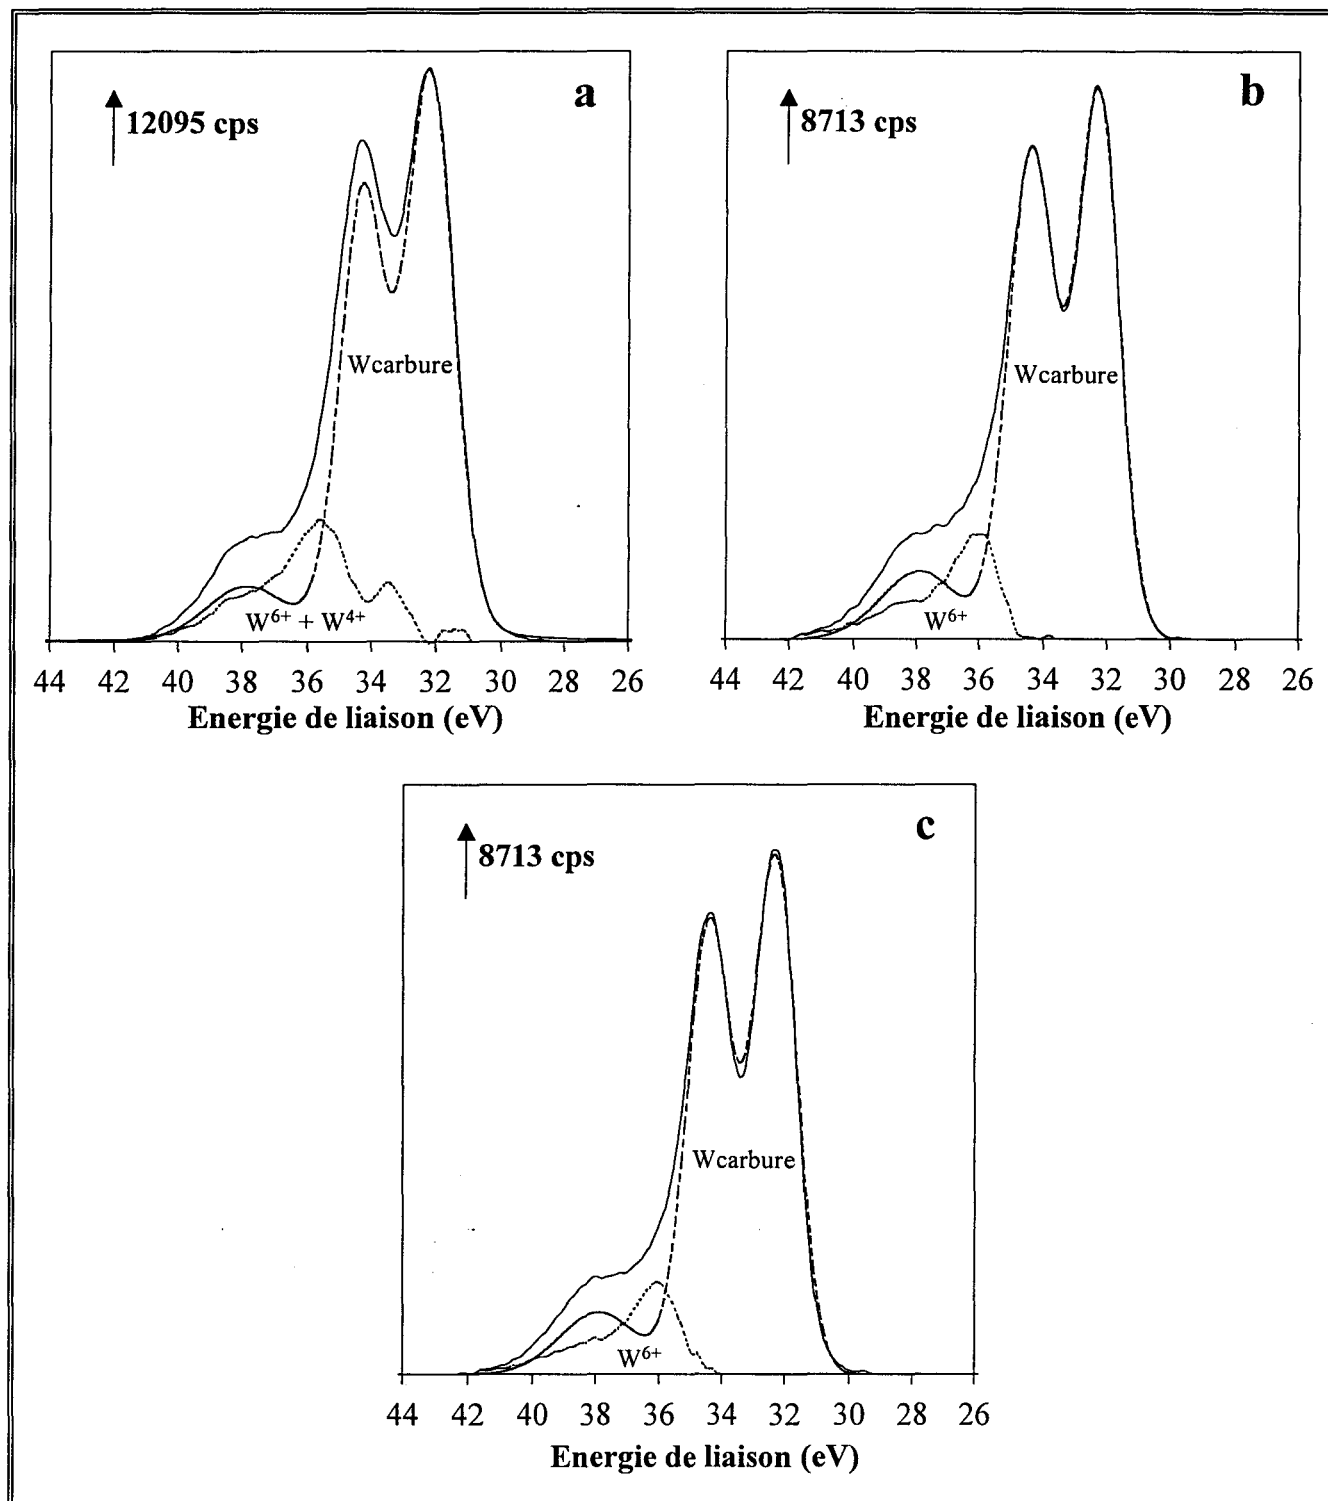 a
12095 cps
Wcarbure
W⁶⁺ + W⁴⁺
44 42 40 38 36 34 32 30 28 26
Energie de liaison (eV)
b
8713 cps
Wcarbure
W⁶⁺
44 42 40 38 36 34 32 30 28 26
Energie de liaison (eV)
c
8713 cps
Wcarbure
W⁶⁺
44 42 40 38 36 34 32 30 28 26
Energie de liaison (eV)